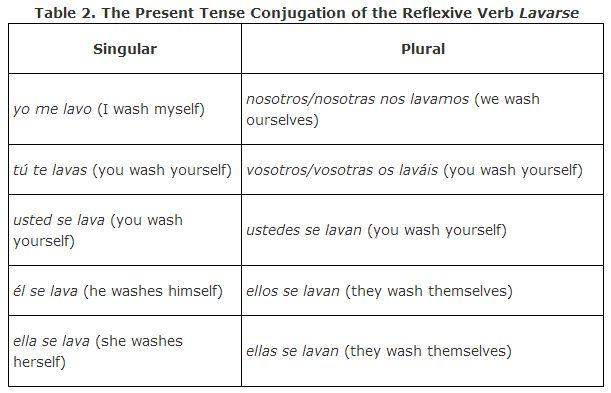 Table 2. The Present Tense Conjugation of the Reflexive Verb Lavarse
Singular
Plural
yo me lavo (I wash myself)
nosotros/nosotras nos lavamos (we wash
ourselves)
tú te lavas (you wash yourself)
vosotros/vosotras os laváis (you wash yourself)
usted se lava (you wash
yourself)
ustedes se lavan (you wash yourself)
él se lava (he washes himself)
ellos se lavan (they wash themselves)
ella se lava (she washes
herself)
ellas se lavan (they wash themselves)